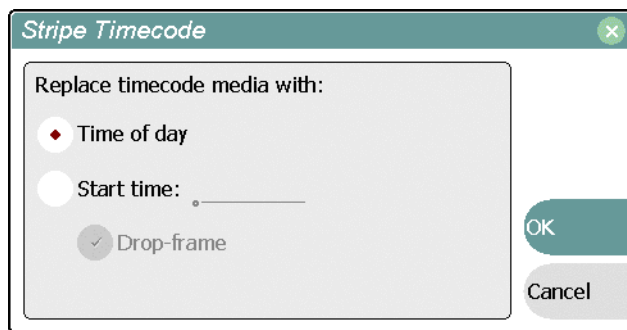 Stripe Timecode
Replace timecode media with:
Time of day
Start time:
Drop-frame
OK
Cancel